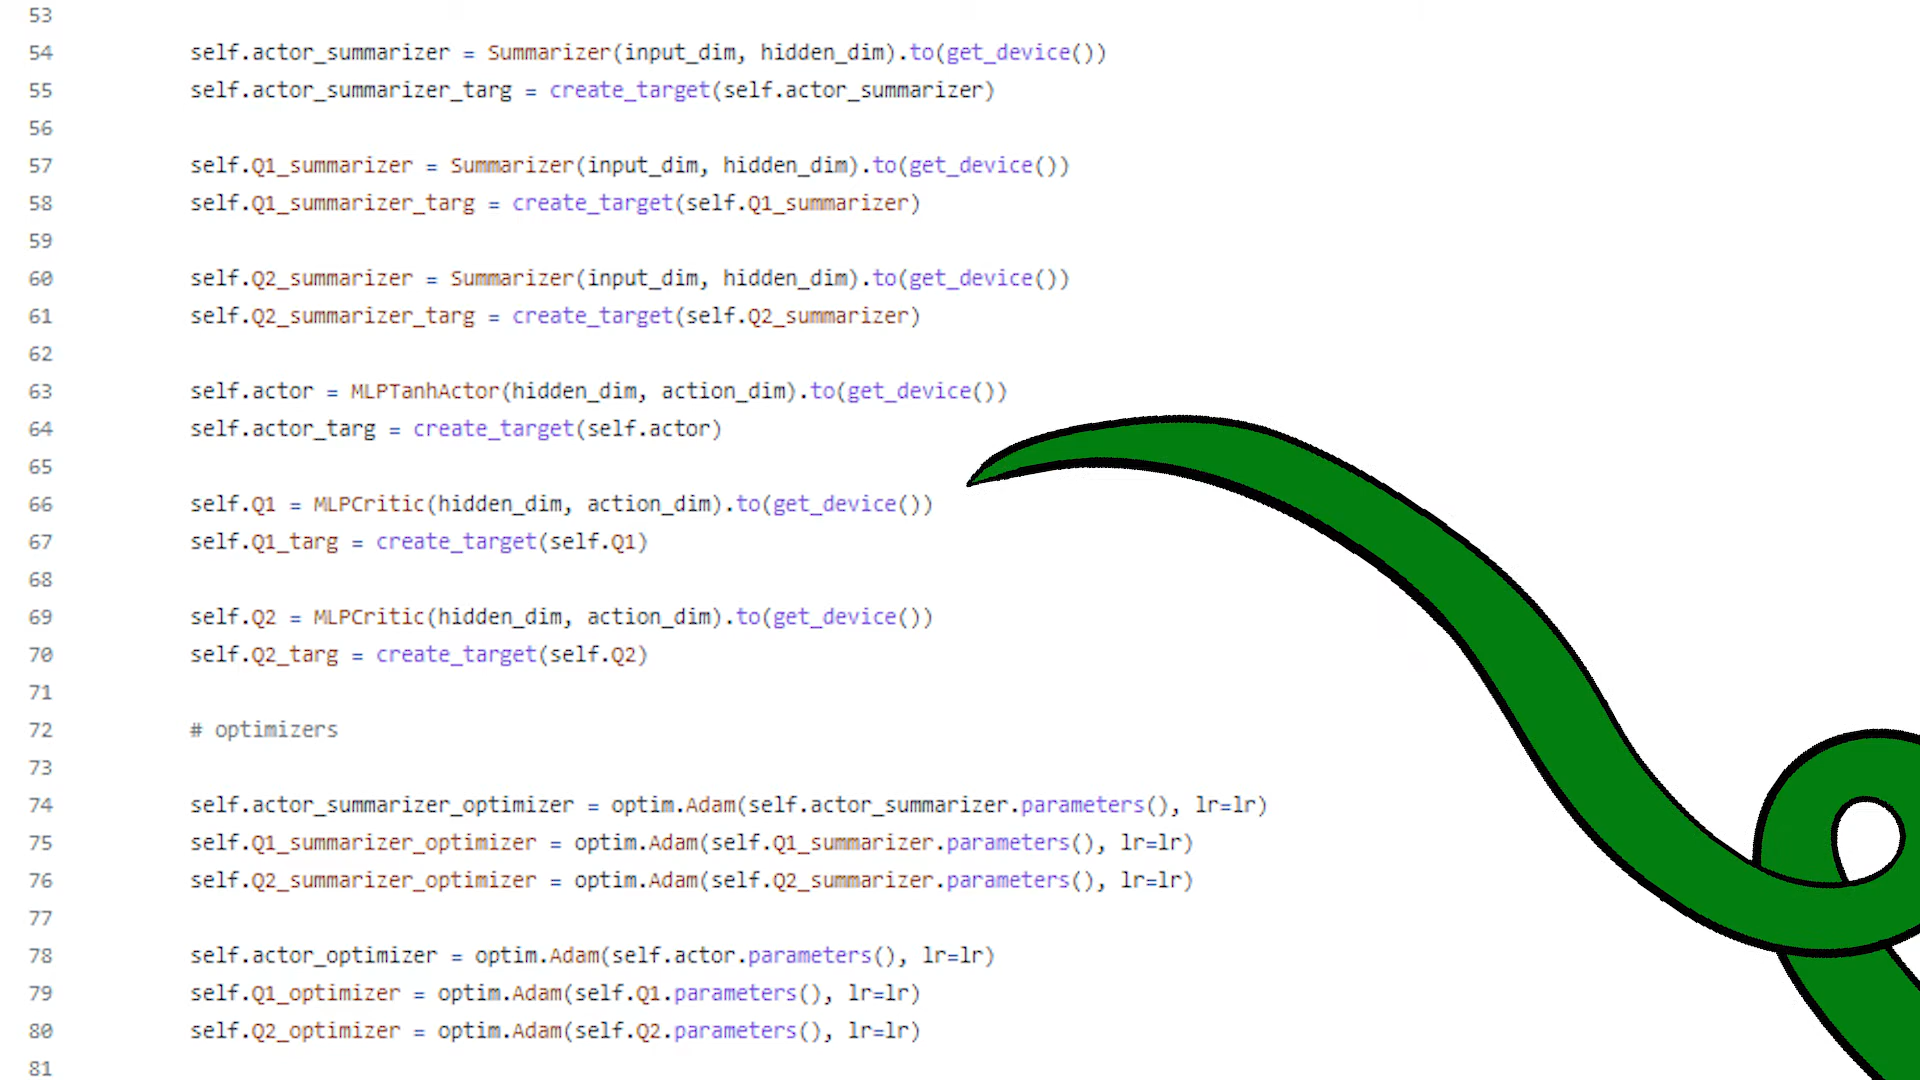 53
54 self.actor_summarizer = Summarizer(input_dim, hidden_dim).to(get_device())
55 self.actor_summarizer_targ = create_target(self.actor_summarizer)
56
57 self.Q1_summarizer = Summarizer(input_dim, hidden_dim).to(get_device())
58 self.Q1_summarizer_targ = create_target(self.Q1_summarizer)
59
60 self.Q2_summarizer = Summarizer(input_dim, hidden_dim).to(get_device())
61 self.Q2_summarizer_targ = create_target(self.Q2_summarizer)
62
63 self.actor = MLPTanhActor(hidden_dim, action_dim).to(get_device())
64 self.actor_targ = create_target(self.actor)
65
66 self.Q1 = MLPCritic(hidden_dim, action_dim).to(get_device())
67 self.Q1_targ = create_target(self.Q1)
68
69 self.Q2 = MLPCritic(hidden_dim, action_dim).to(get_device())
70 self.Q2_targ = create_target(self.Q2)
71
72 # optimizers
73
74 self.actor_summarizer_optimizer = optim.Adam(self.actor_summarizer.parameters(), lr=lr)
75 self.Q1_summarizer_optimizer = optim.Adam(self.Q1_summarizer.parameters(), lr=lr)
76 self.Q2_summarizer_optimizer = optim.Adam(self.Q2_summarizer.parameters(), lr=lr)
77
78 self.actor_optimizer = optim.Adam(self.actor.parameters(), lr=lr)
79 self.Q1_optimizer = optim.Adam(self.Q1.parameters(), lr=lr)
80 self.Q2_optimizer = optim.Adam(self.Q2.parameters(), lr=lr)
81